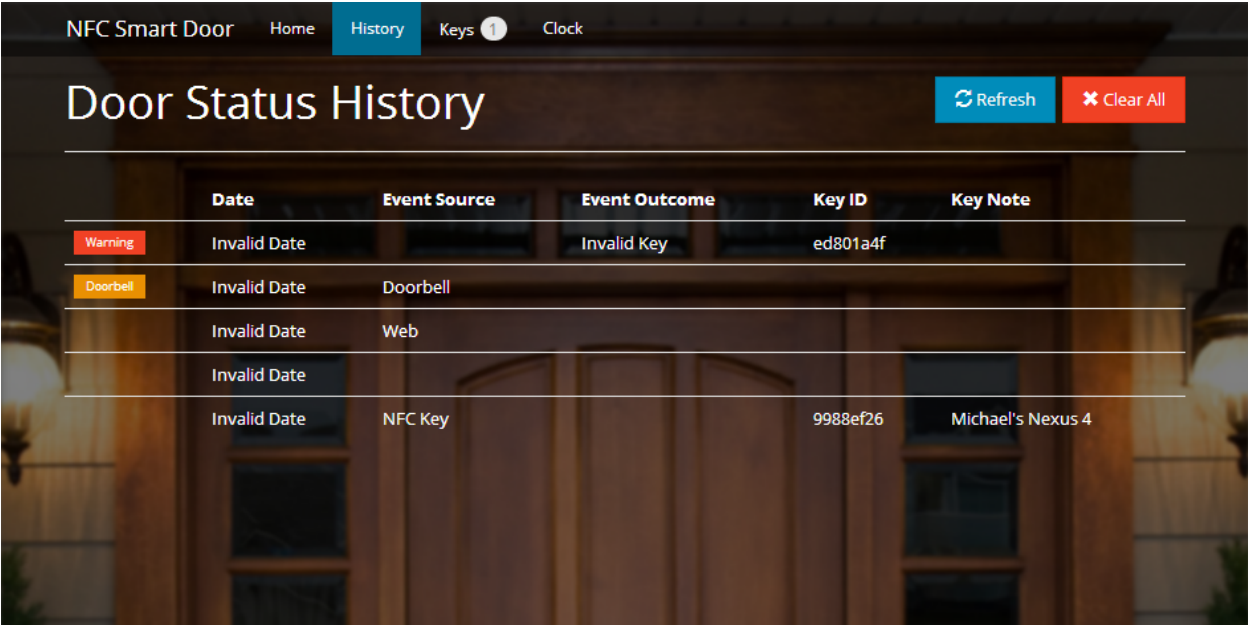 NFC Smart Door Home History Keys 1 Clock
Door Status History Refresh Clear All
Date Event Source Event Outcome Key ID Key Note
Warning Invalid Date Invalid Key ed801a4f
Doorbell Invalid Date Doorbell
Invalid Date Web
Invalid Date
Invalid Date NFC Key 9988ef26 Michael's Nexus 4